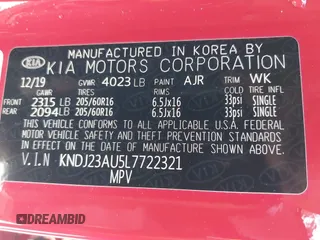 KIA MANUFACTURED IN KOREA BY
KIA MOTORS CORPORATION
12/19 GVWR 4023 LB PAINT AJR TRIM WK
TIRE RIM COLD TIRE INFL
FRONT 2315 LB 205/60R16 6.5Jx16 33psi SINGLE
REAR 2094 LB 205/60R16 6.5Jx16 33psi SINGLE
THIS VEHICLE CONFORMS TO ALL APPLICABLE U.S.A. FEDERAL
MOTOR VEHICLE SAFETY AND THEFT PREVENTION STANDARDS
IN EFFECT ON THE DATE OF MANUFACTURE SHOWN ABOVE.
V.I.N KNDJ23AU5L7722321
MPV
DREAMBID